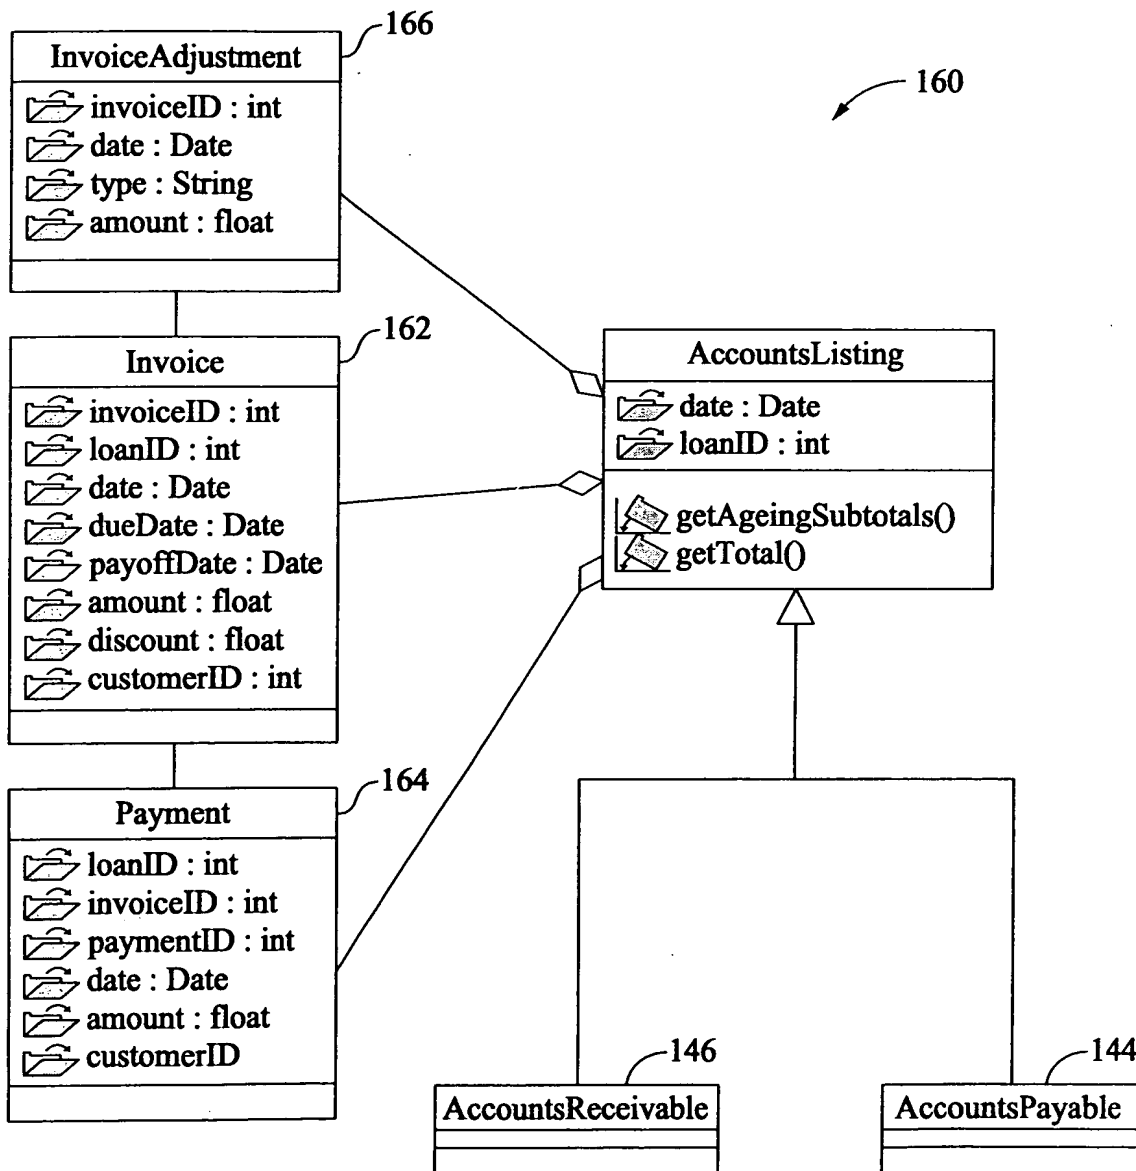 166
InvoiceAdjustment
invoiceID : int
date : Date
type : String
amount : float
160
162
Invoice
invoiceID : int
loanID : int
date : Date
dueDate : Date
payoffDate : Date
amount : float
discount : float
customerID : int
AccountsListing
date : Date
loanID : int
getAgeingSubtotals()
getTotal()
164
Payment
loanID : int
invoiceID : int
paymentID : int
date : Date
amount : float
customerID
146
AccountsReceivable
144
AccountsPayable